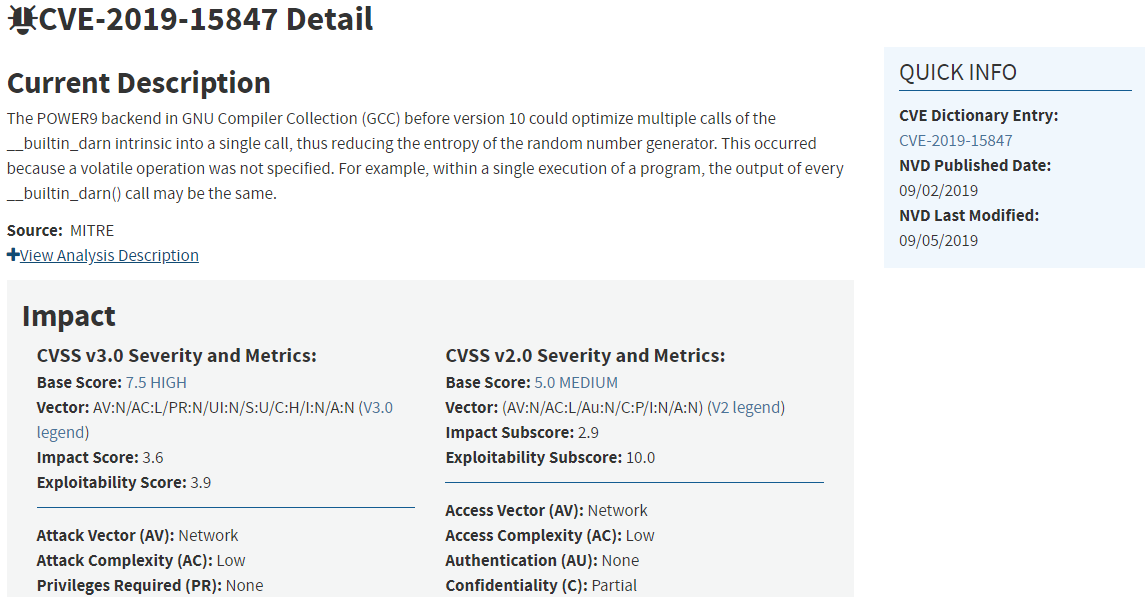 CVE-2019-15847 Detail
Current Description
The POWER9 backend in GNU Compiler Collection (GCC) before version 10 could optimize multiple calls of the
__builtin_darn intrinsic into a single call, thus reducing the entropy of the random number generator. This occurred
because a volatile operation was not specified. For example, within a single execution of a program, the output of every
__builtin_darn() call may be the same.
Source: MITRE
+View Analysis Description
QUICK INFO
CVE Dictionary Entry:
CVE-2019-15847
NVD Published Date:
09/02/2019
NVD Last Modified:
09/05/2019
Impact
CVSS v3.0 Severity and Metrics:
Base Score: 7.5 HIGH
Vector: AV:N/AC:L/PR:N/UI:N/S:U/C:H/I:N/A:N (V3.0
legend)
Impact Score: 3.6
Exploitability Score: 3.9
Attack Vector (AV): Network
Attack Complexity (AC): Low
Privileges Required (PR): None
CVSS v2.0 Severity and Metrics:
Base Score: 5.0 MEDIUM
Vector: (AV:N/AC:L/Au:N/C:P/I:N/A:N) (V2 legend)
Impact Subscore: 2.9
Exploitability Subscore: 10.0
Access Vector (AV): Network
Access Complexity (AC): Low
Authentication (AU): None
Confidentiality (C): Partial